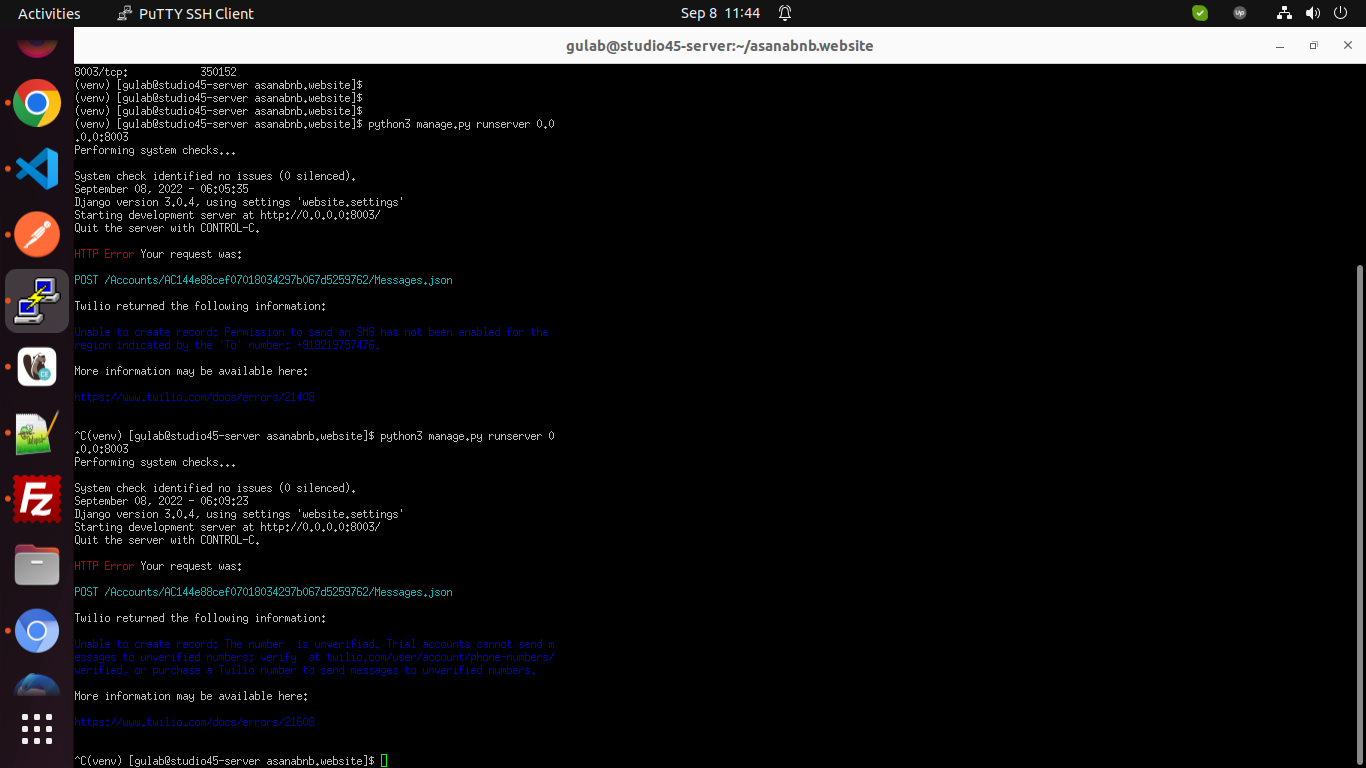 Activities
PuTTY SSH Client
Sep 8 11:44
Up
gulab@studio45-server:~/asanabnb.website
8003/tcp: 350152
(venv) [gulab@studio45-server asanabnb.website]$
(venv) [gulab@studio45-server asanabnb.website]$
(venv) [gulab@studio45-server asanabnb.website]$
(venv) [gulab@studio45-server asanabnb.website]$ python3 manage.py runserver 0.0
.0.0:8003
Performing system checks...
System check identified no issues (0 silenced).
September 08, 2022 - 06:05:35
Django version 3.0.4, using settings 'website.settings'
Starting development server at http://0.0.0.0:8003/
Quit the server with CONTROL-C.
HTTP Error Your request was:
POST /Accounts/AC144e88cef07018034297b067d5259762/Messages.json
Twilio returned the following information:
Unable to create record: Permission to send an SMS has not been enabled for the
region indicated by the 'To' number: +918219757476.
More information may be available here:
https://www.twilio.com/docs/errors/21408
^C(venv) [gulab@studio45-server asanabnb.website]$ python3 manage.py runserver 0
.0.0:8003
Performing system checks...
System check identified no issues (0 silenced).
September 08, 2022 - 06:09:23
Django version 3.0.4, using settings 'website.settings'
Starting development server at http://0.0.0.0:8003/
Quit the server with CONTROL-C.
HTTP Error Your request was:
POST /Accounts/AC144e88cef07018034297b067d5259762/Messages.json
Twilio returned the following information:
Unable to create record: The number  is unverified. Trial accounts cannot send m
essages to unverified numbers; verify  at twilio.com/user/account/phone-numbers/
verified, or purchase a Twilio number to send messages to unverified numbers.
More information may be available here:
https://www.twilio.com/docs/errors/21608
^C(venv) [gulab@studio45-server asanabnb.website]$